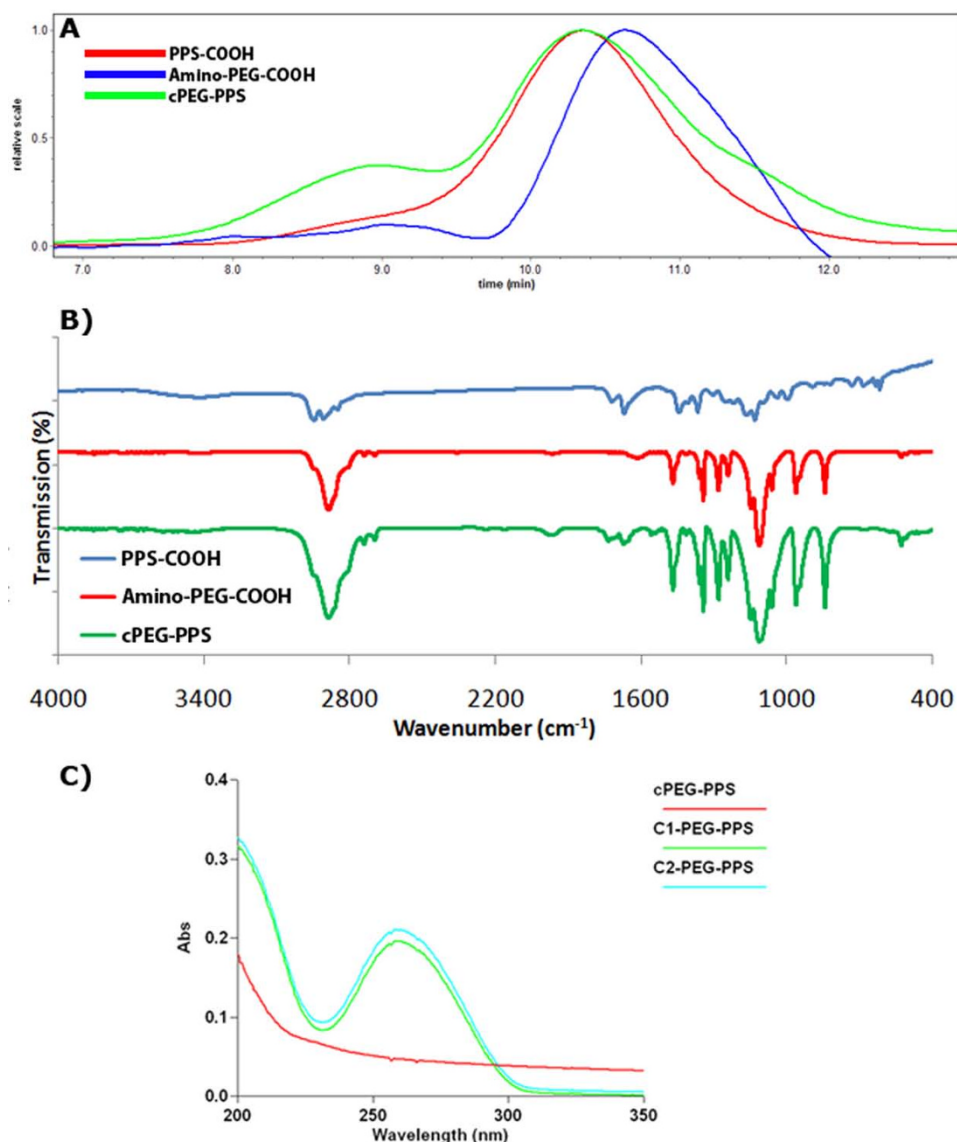 A
PPS-COOH
Amino-PEG-COOH
cPEG-PPS
relative scale
1.0
0.5
0.0
7.0 8.0 9.0 10.0 11.0 12.0
time (min)
B)
Transmission (%)
PPS-COOH
Amino-PEG-COOH
cPEG-PPS
4000 3400 2800 2200 1600 1000 400
Wavenumber (cm⁻¹)
C)
Abs
0.4
0.3
0.2
0.1
0.0
200 250 300 350
Wavelength (nm)
cPEG-PPS
C1-PEG-PPS
C2-PEG-PPS